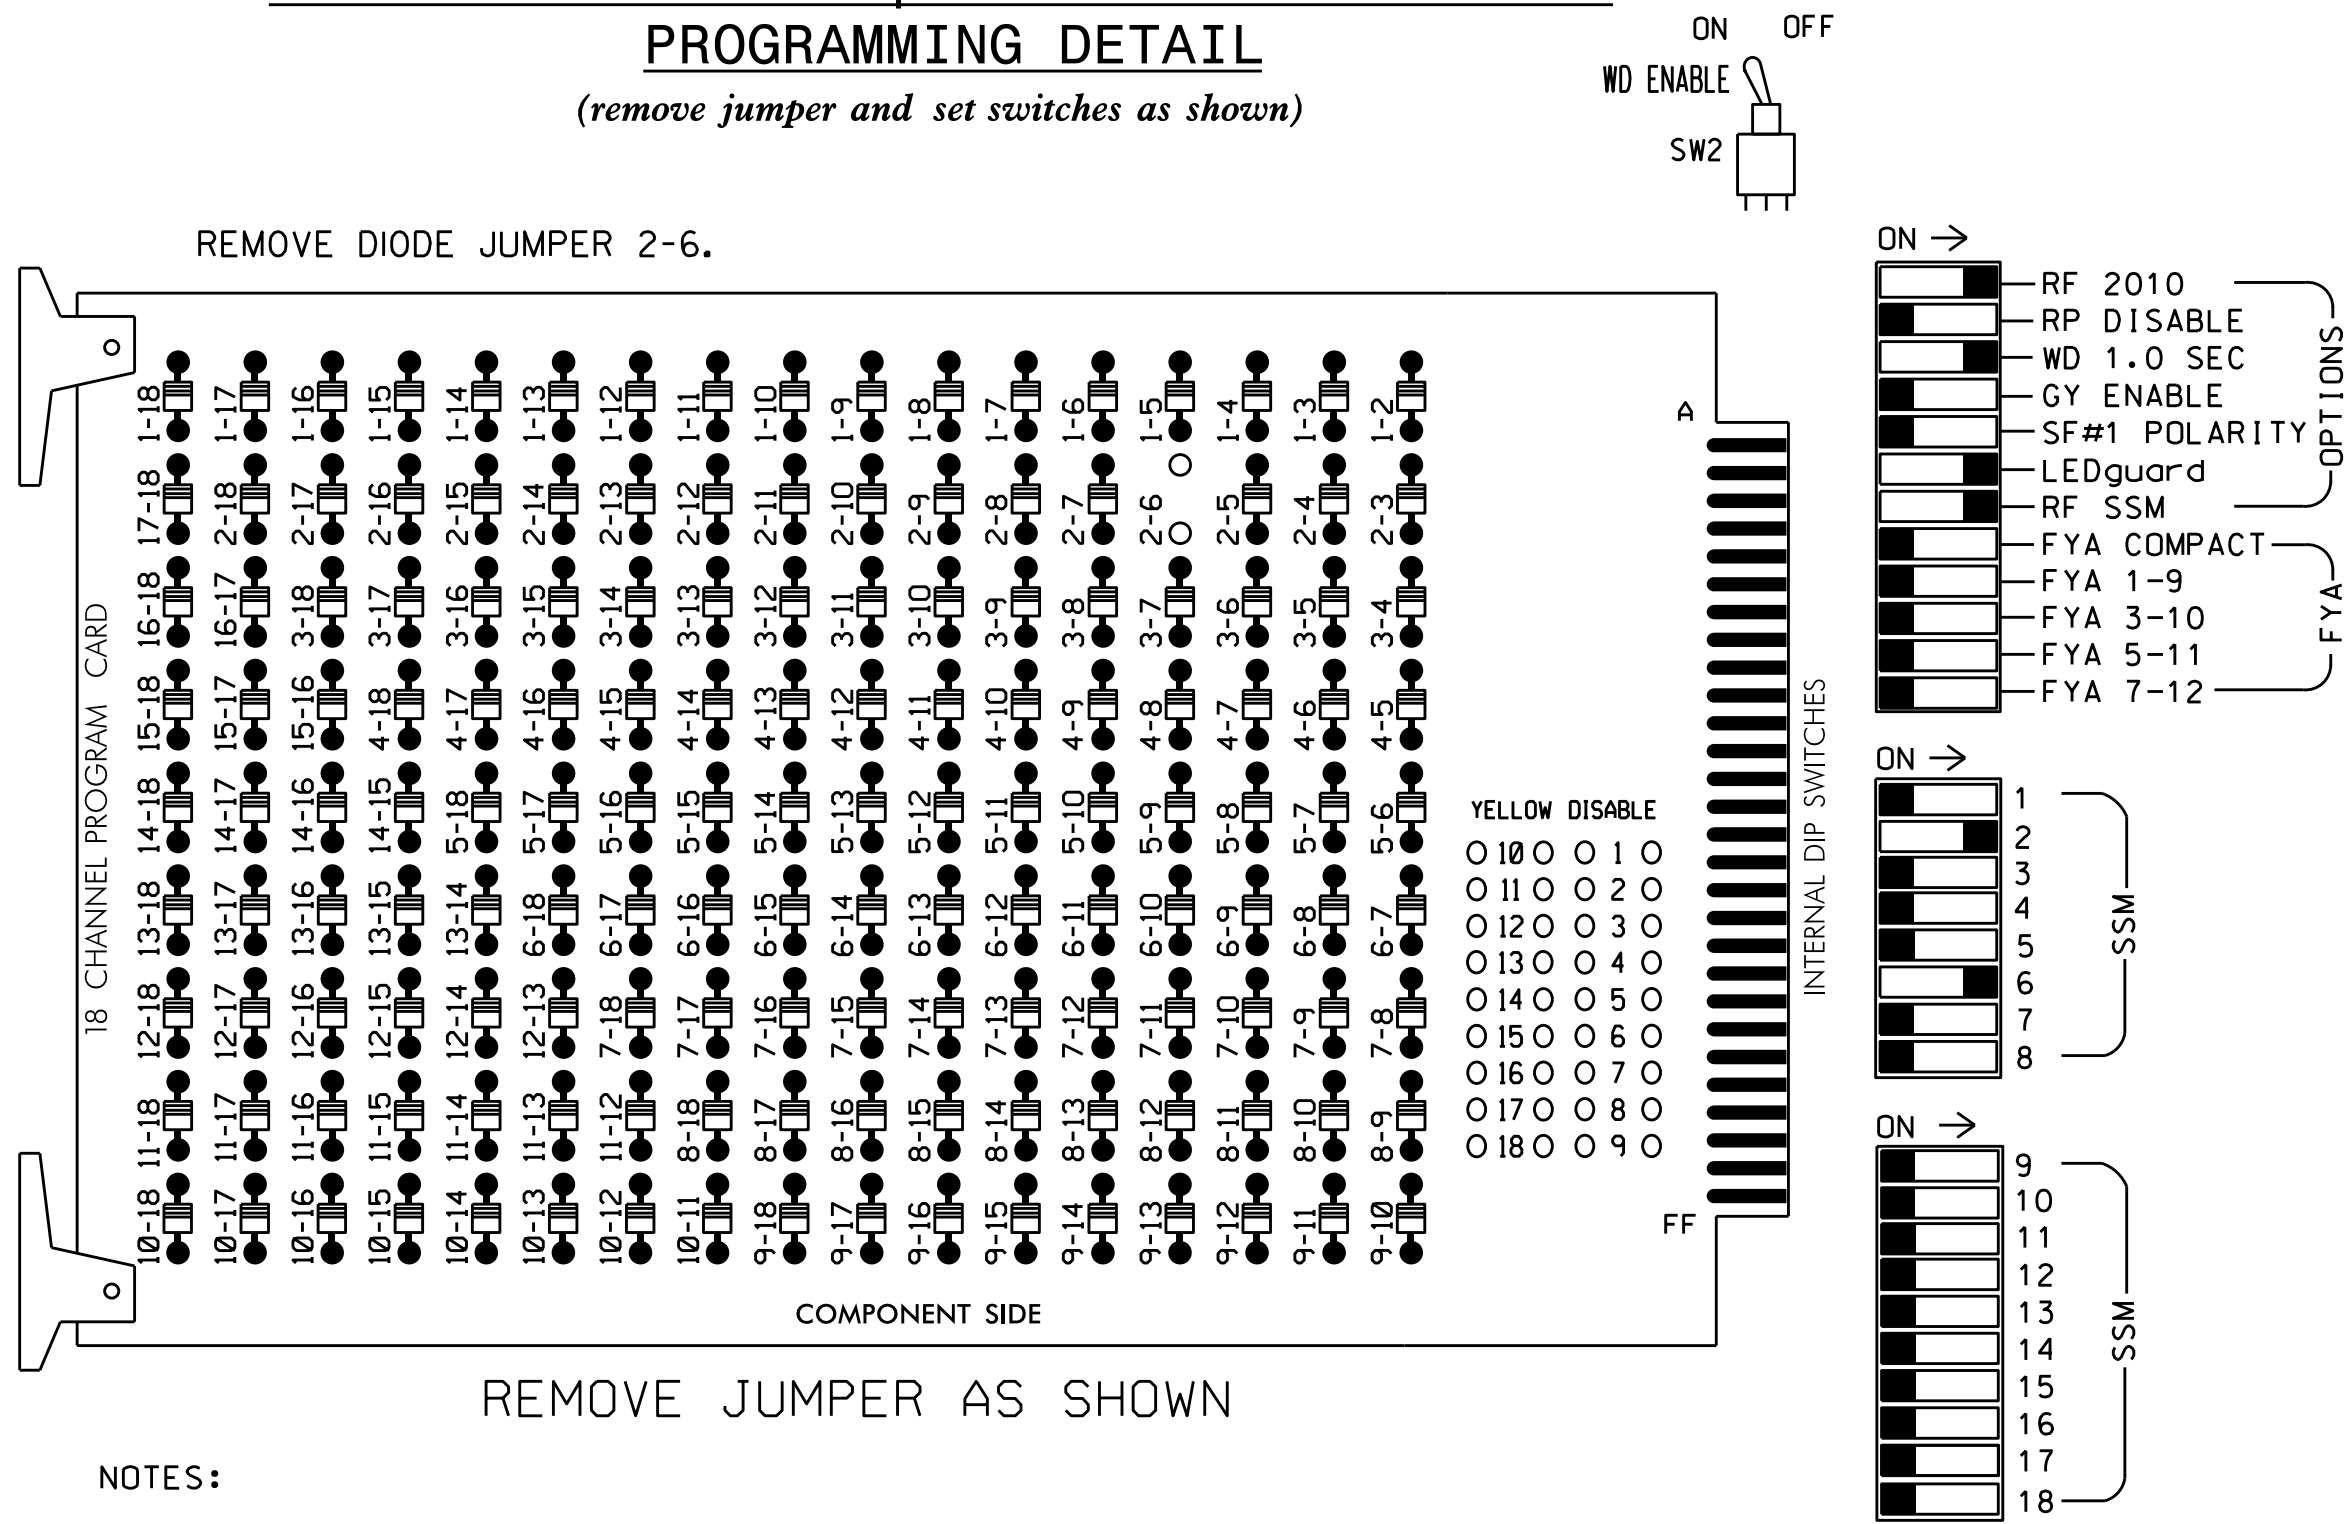 PROGRAMMING DETAIL
(remove jumper and set switches as shown)
ON OFF
WD ENABLE
SW2
REMOVE DIODE JUMPER 2-6.
18 CHANNEL PROGRAM CARD
1-18 1-17 1-16 1-15 1-14 1-13 1-12 1-11 1-10 1-9 1-8 1-7 1-6 1-5 1-4 1-3 1-2
17-18 2-18 2-17 2-16 2-15 2-14 2-13 2-12 2-11 2-10 2-9 2-8 2-7 2-6 2-5 2-4 2-3
16-18 16-17 3-18 3-17 3-16 3-15 3-14 3-13 3-12 3-11 3-10 3-9 3-8 3-7 3-6 3-5 3-4
15-18 15-17 15-16 4-18 4-17 4-16 4-15 4-14 4-13 4-12 4-11 4-10 4-9 4-8 4-7 4-6 4-5
14-18 14-17 14-16 14-15 5-18 5-17 5-16 5-15 5-14 5-13 5-12 5-11 5-10 5-9 5-8 5-7 5-6
13-18 13-17 13-16 13-15 13-14 6-18 6-17 6-16 6-15 6-14 6-13 6-12 6-11 6-10 6-9 6-8 6-7
12-18 12-17 12-16 12-15 12-14 12-13 7-18 7-17 7-16 7-15 7-14 7-13 7-12 7-11 7-10 7-9 7-8
11-18 11-17 11-16 11-15 11-14 11-13 11-12 8-18 8-17 8-16 8-15 8-14 8-13 8-12 8-11 8-10 8-9
10-18 10-17 10-16 10-15 10-14 10-13 10-12 10-11 9-18 9-17 9-16 9-15 9-14 9-13 9-12 9-11 9-10
YELLOW DISABLE
10 1
11 2
12 3
13 4
14 5
15 6
16 7
17 8
18 9
A
FF
COMPONENT SIDE
REMOVE JUMPER AS SHOWN
NOTES:
INTERNAL DIP SWITCHES
ON
RF 2010
RP DISABLE
WD 1.0 SEC
GY ENABLE
SF#1 POLARITY
LEDguard
RF SSM
OPTIONS
FYA COMPACT
FYA 1-9
FYA 3-10
FYA 5-11
FYA 7-12
FYA
ON
1
2
3
4
5
6
7
8
SSM
ON
9
10
11
12
13
14
15
16
17
18
SSM